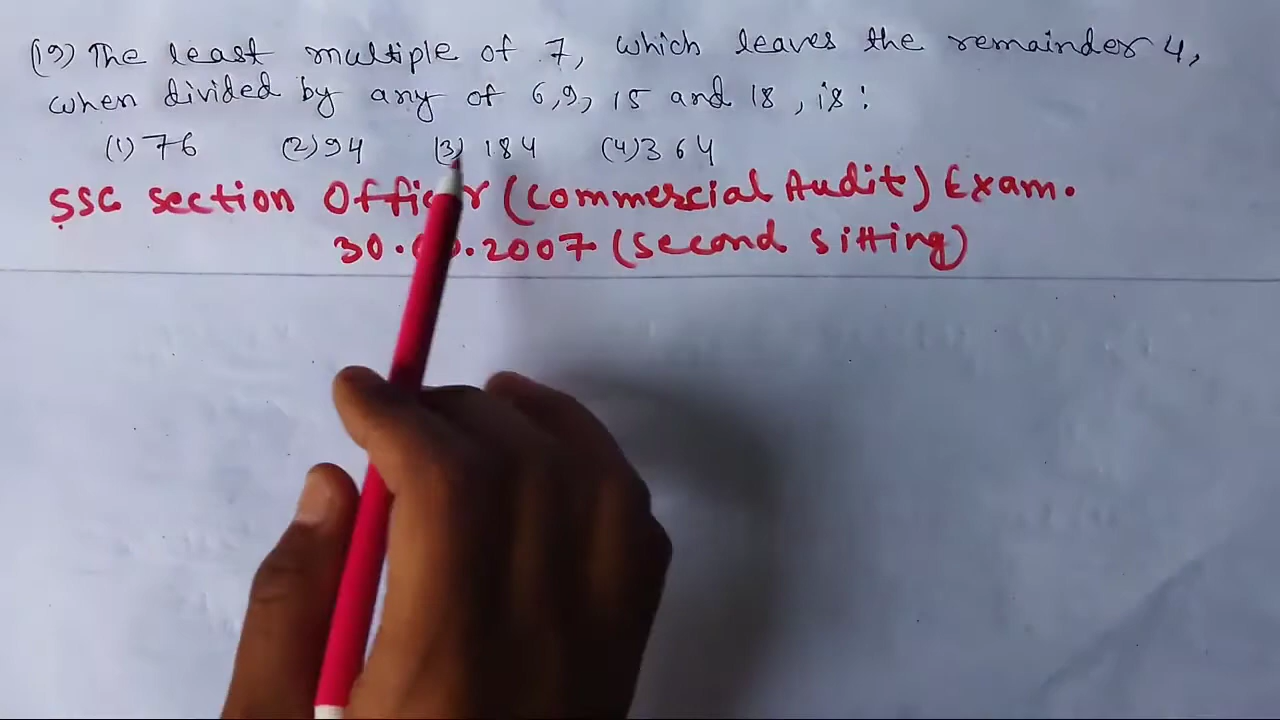 (19) The least multiple of 7, which leaves the remainder 4,
when divided by any of 6,9, 15 and 18, is:
(1) 76 (2) 94 (3) 184 (4) 364
SSC Section Officer (Commercial Audit) Exam.
2007 (Second Sitting)